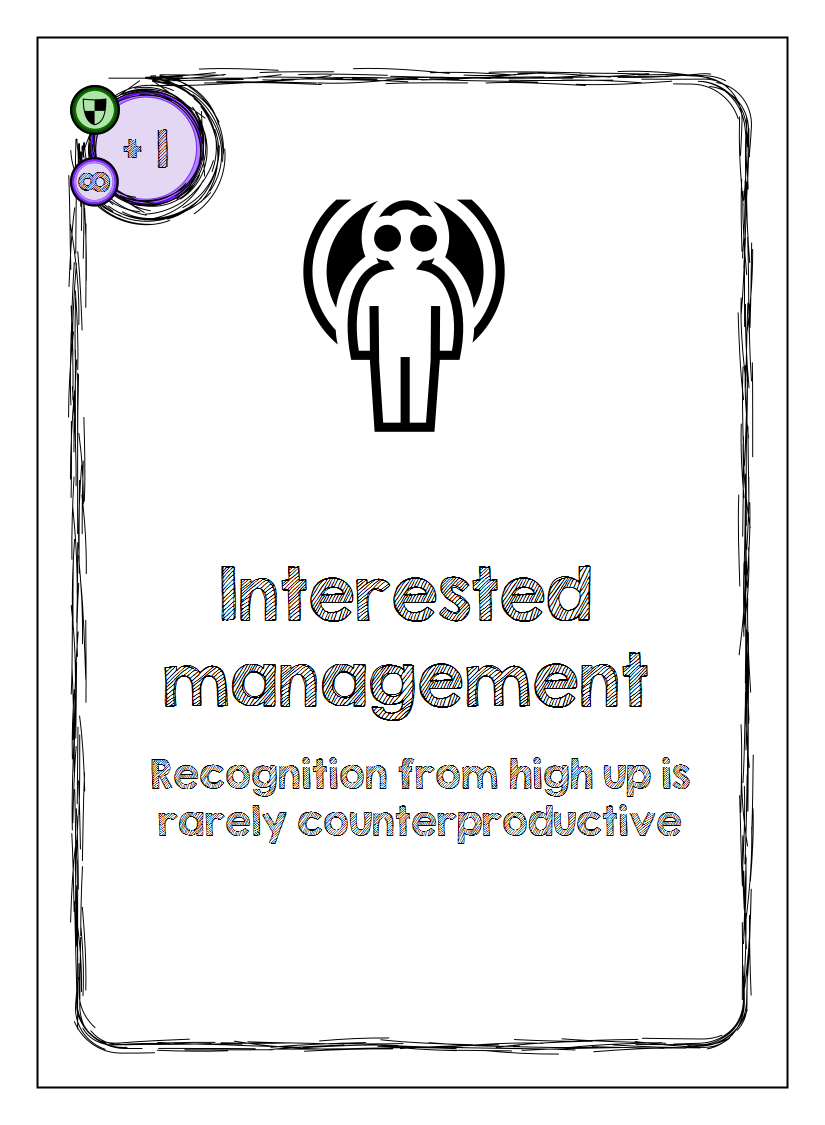 +1
∞
Interested
management
Recognition from high up is
rarely counterproductive